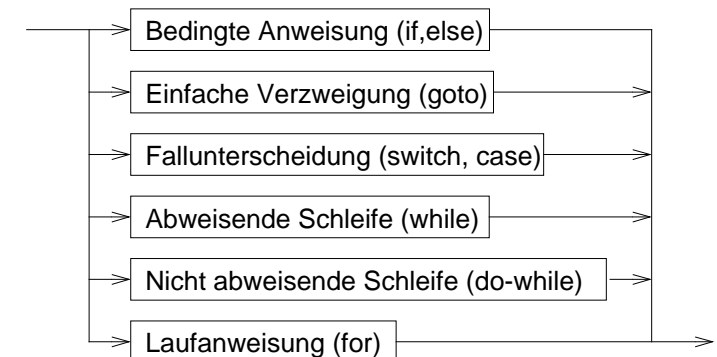 Bedingte Anweisung (if,else)
Einfache Verzweigung (goto)
Fallunterscheidung (switch, case)
Abweisende Schleife (while)
Nicht abweisende Schleife (do-while)
Laufanweisung (for)